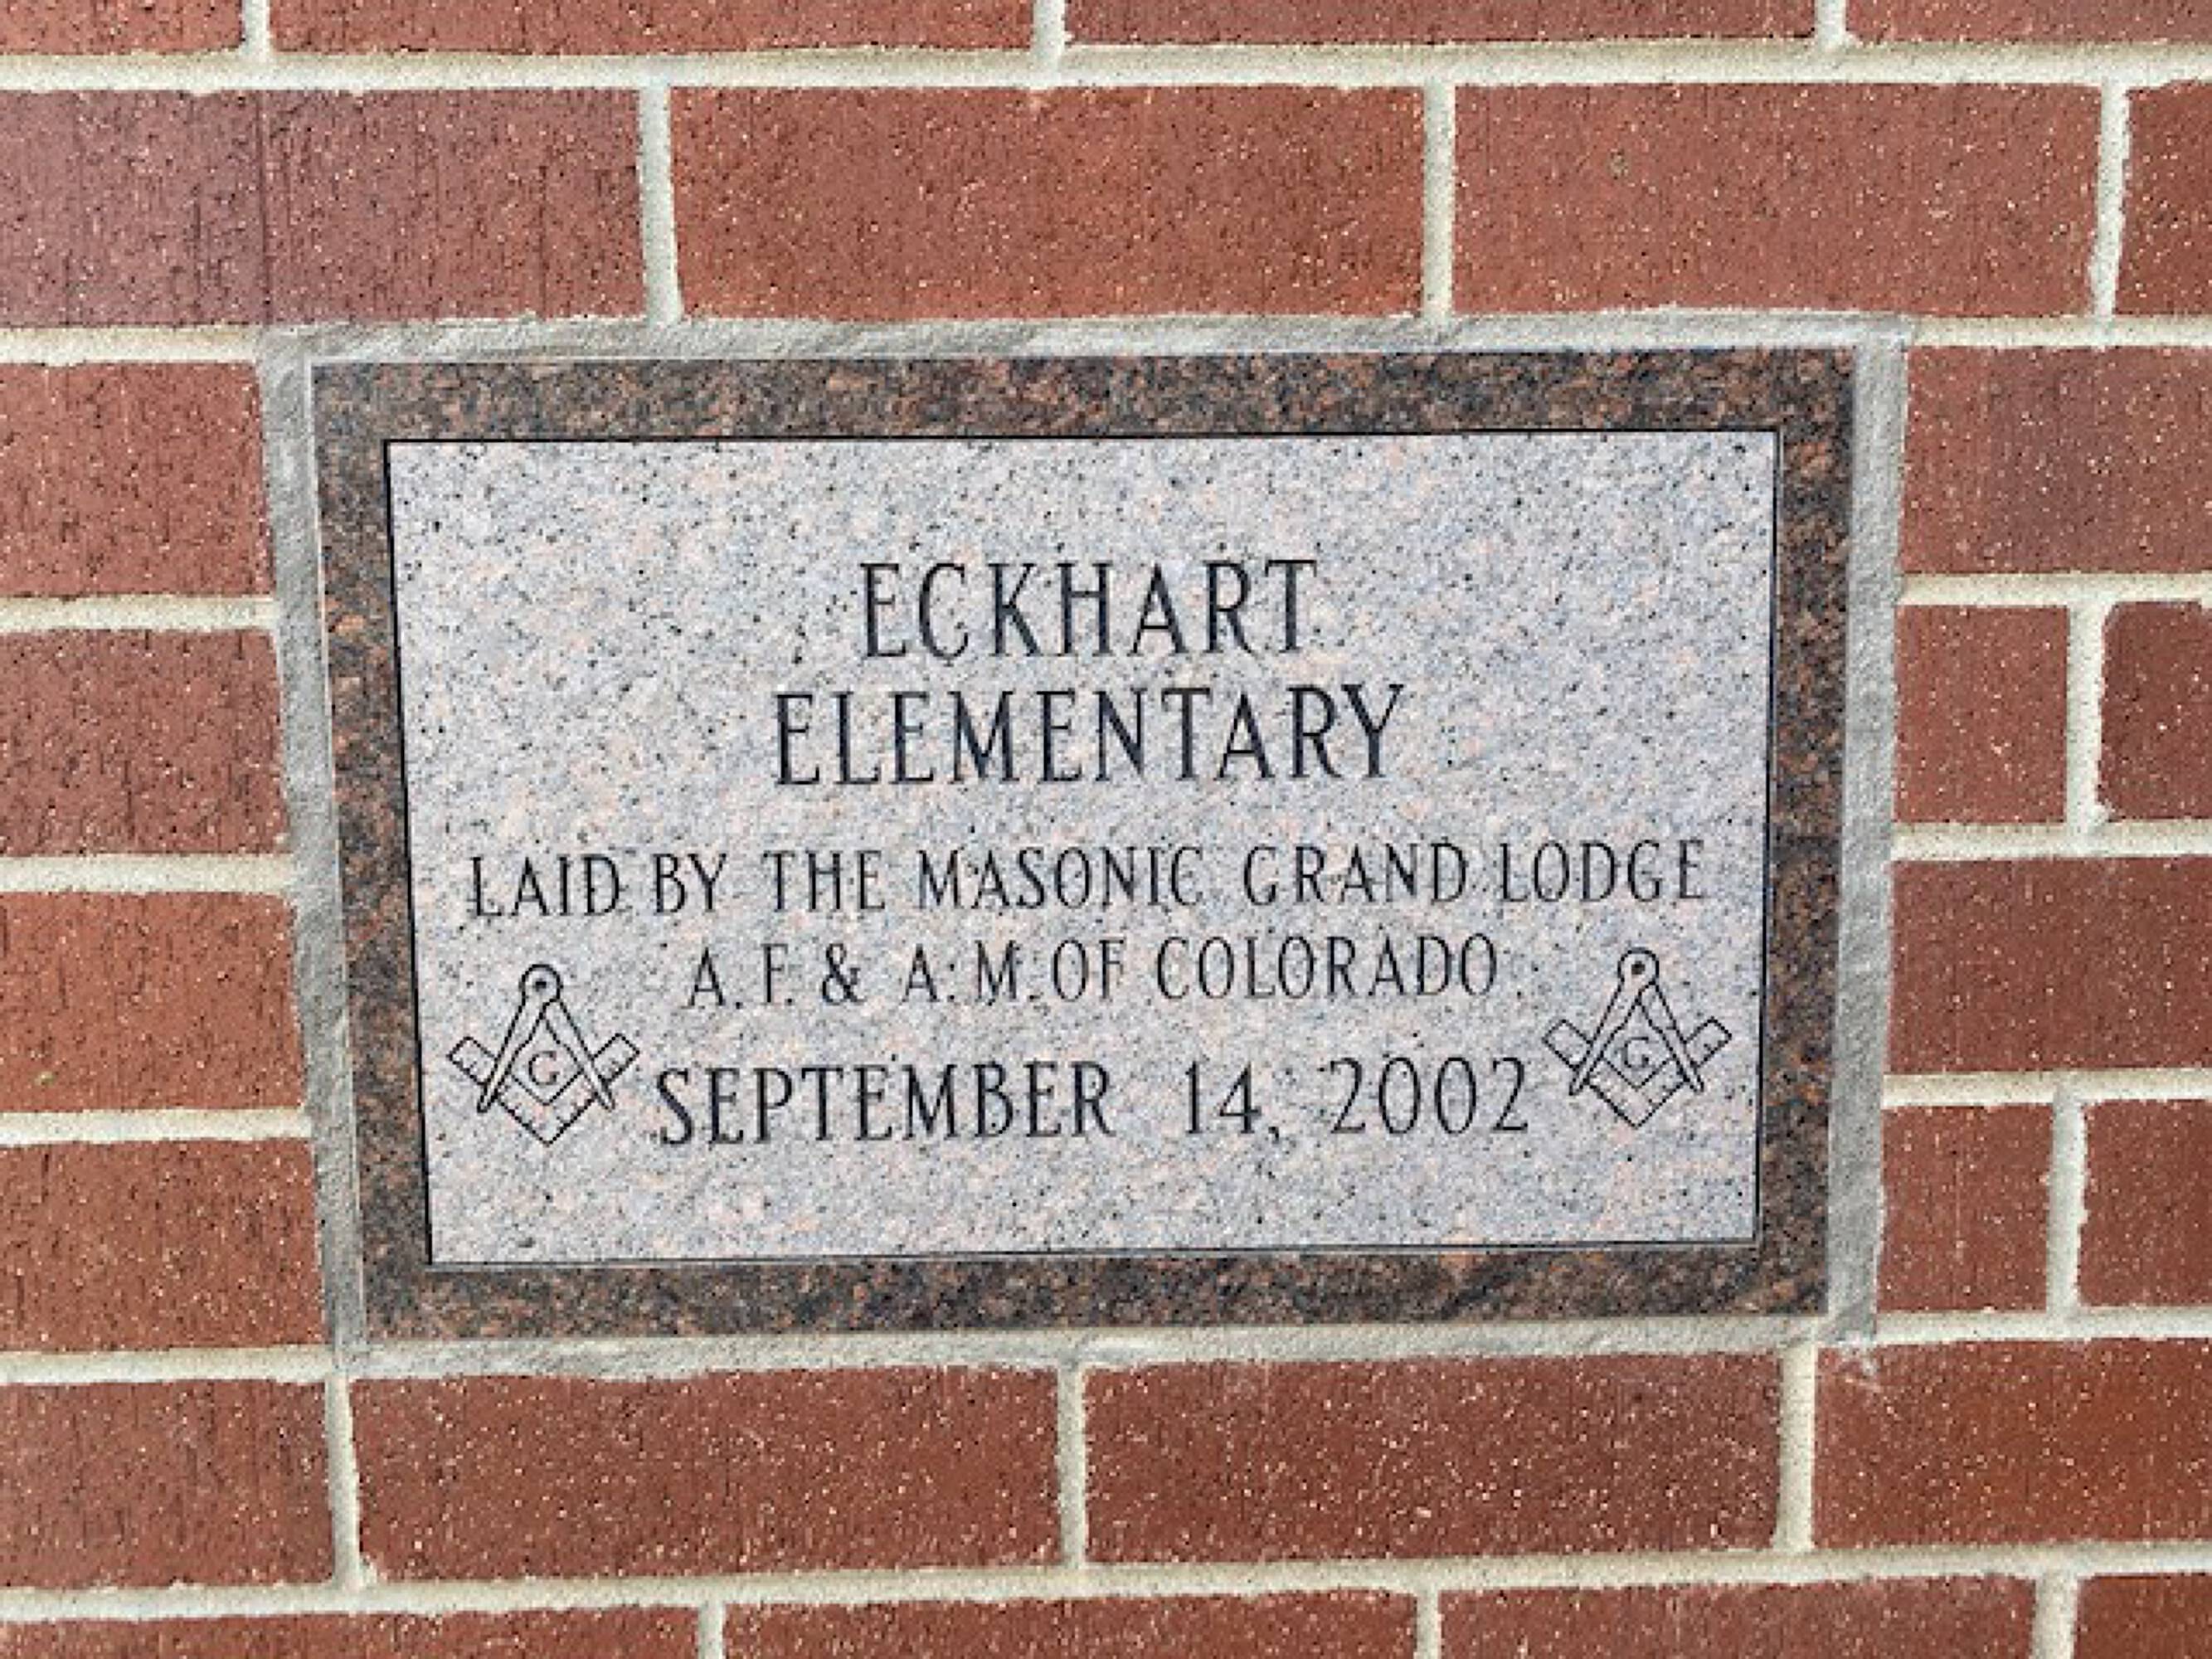 ECKHART
ELEMENTARY
LAID BY THE MASONIC GRAND LODGE
A. F. & A. M. OF COLORADO
SEPTEMBER 14, 2002
G
G